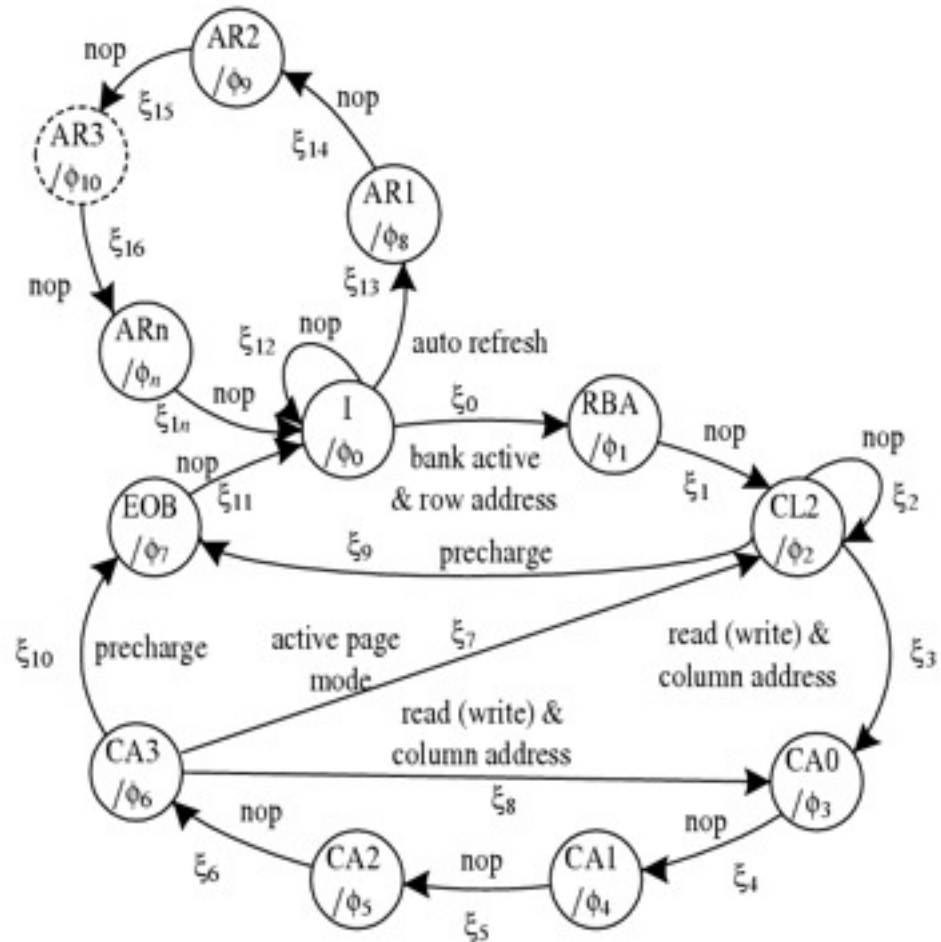 AR2
/ϕ9
nop
nop
ξ15
AR3
/ϕ10
ξ14
AR1
/ϕ8
ξ16
ξ13
nop
ARn
/ϕn
nop
ξ12
auto refresh
nop
ξ1n
I
/ϕ0
ξ0
RBA
/ϕ1
nop
nop
bank active
& row address
ξ11
ξ1
ξ2
EOB
/ϕ7
CL2
/ϕ2
ξ9
precharge
ξ10
precharge
active page
mode
ξ7
read (write) &
column address
ξ3
read (write) &
column address
CA3
/ϕ6
CA0
/ϕ3
ξ8
nop
nop
nop
ξ6
CA2
/ϕ5
CA1
/ϕ4
ξ4
ξ5